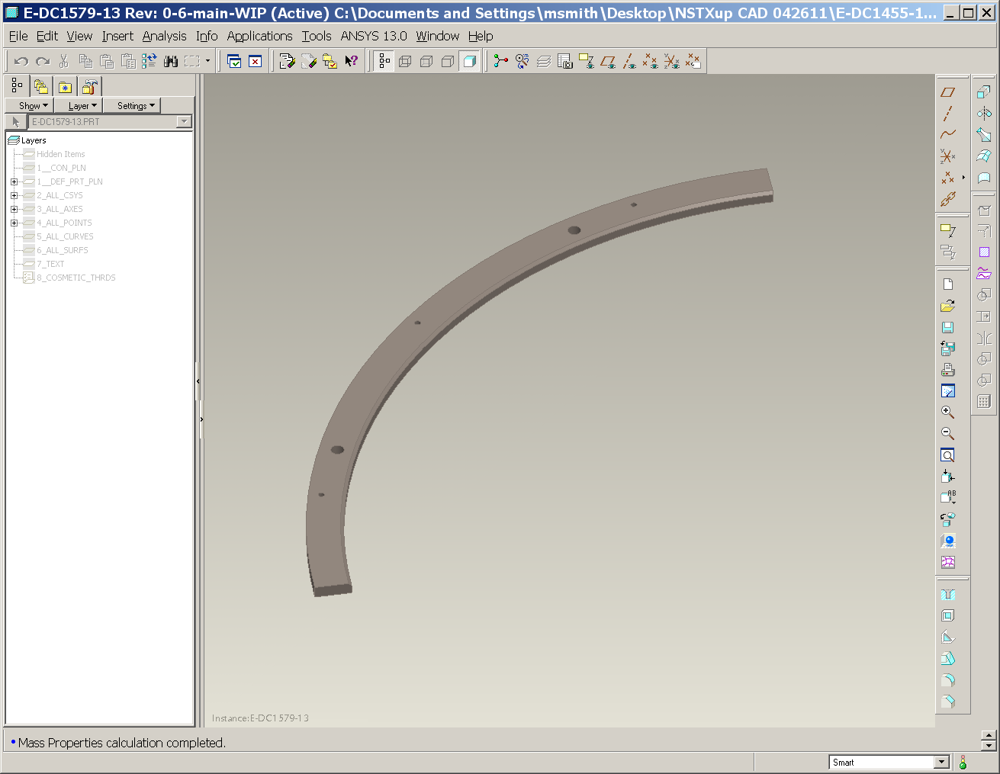 E-DC1579-13 Rev: 0-6-main-WIP (Active) C:\Documents and Settings\msmith\Desktop\NSTXup CAD 042611\E-DC1455-1...
File Edit View Insert Analysis Info Applications Tools ANSYS 13.0 Window Help
Show Layer Settings
E-DC1579-13.PRT
Layers
Hidden Items
1__CON_PLN
1__DEF_PRT_PLN
2_ALL_CSYS
3_ALL_AXES
4_ALL_POINTS
5_ALL_CURVES
6_ALL_SURFS
7_TEXT
8_COSMETIC_THRDS
AB
Instance:E-DC1579-13
Mass Properties calculation completed.
Smart